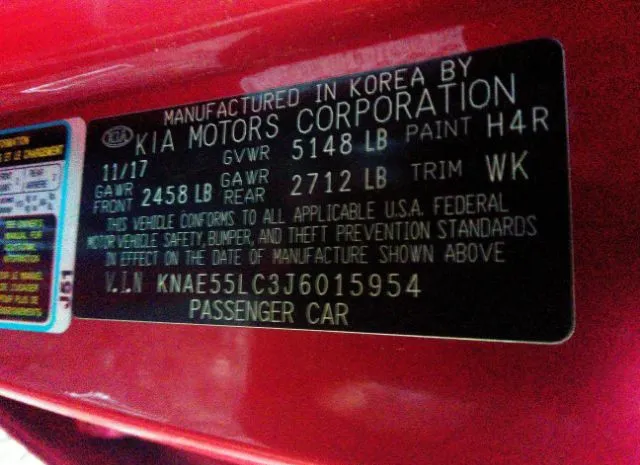 MANUFACTURED IN KOREA BY
KIA KIA MOTORS CORPORATION
11/17 GVWR 5148 LB PAINT H4R
GAWR FRONT 2458 LB GAWR REAR 2712 LB TRIM WK
THIS VEHICLE CONFORMS TO ALL APPLICABLE U.S.A. FEDERAL
MOTOR VEHICLE SAFETY, BUMPER, AND THEFT PREVENTION STANDARDS
IN EFFECT ON THE DATE OF MANUFACTURE SHOWN ABOVE
V.I.N KNAE55LC3J6015954
PASSENGER CAR
J51